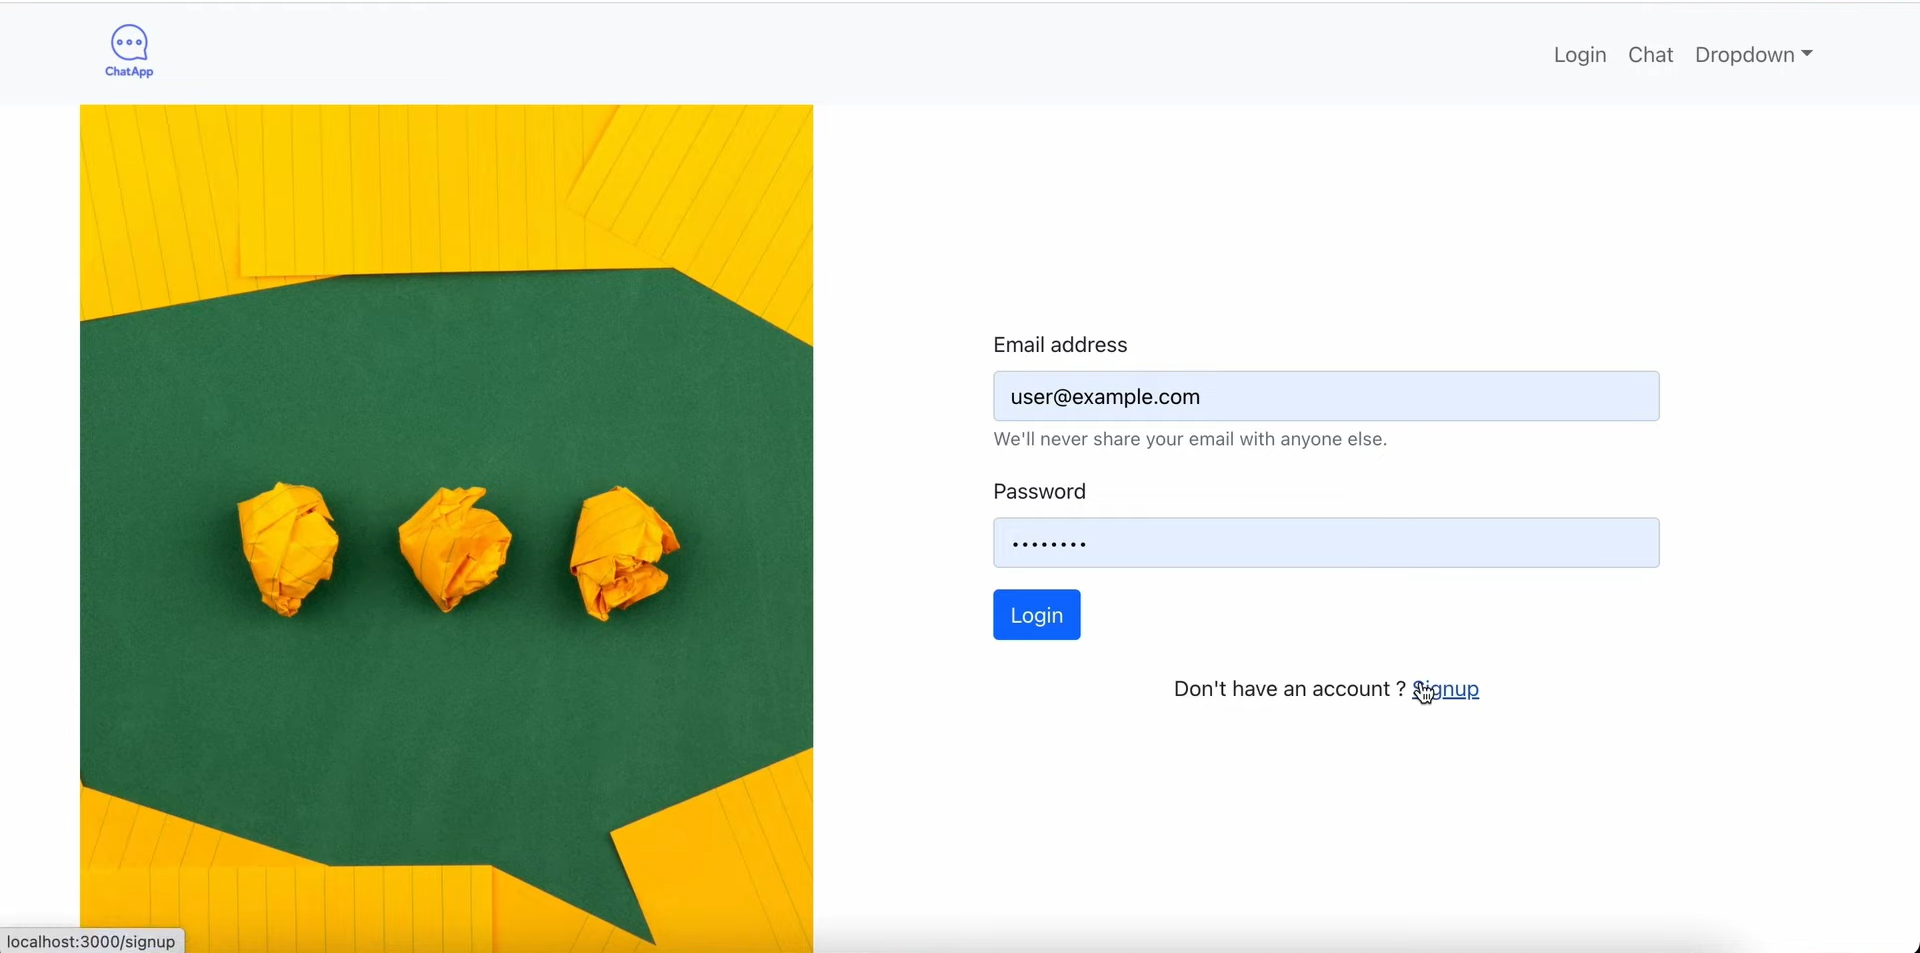 ChatApp
Login Chat Dropdown
Email address
user@example.com
We'll never share your email with anyone else.
Password
••••••••
Login
Don't have an account ? Signup
localhost:3000/signup